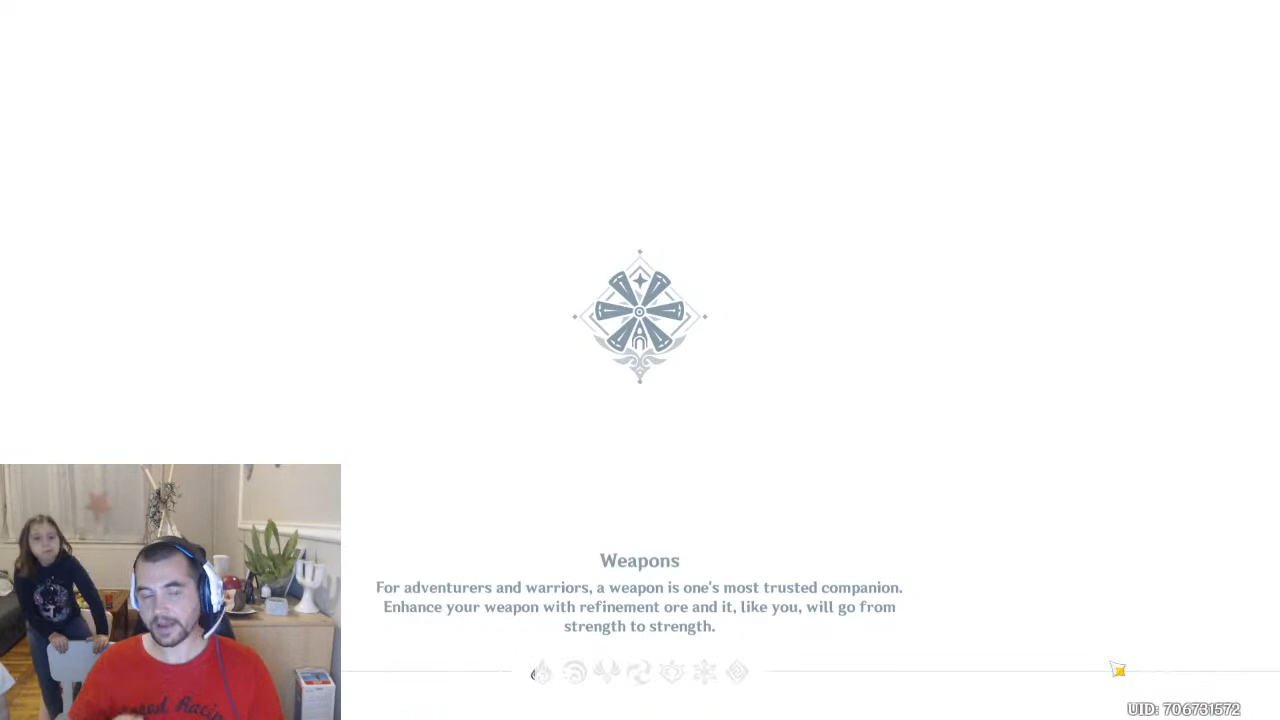 Weapons
For adventurers and warriors, a weapon is one's most trusted companion.
Enhance your weapon with refinement ore and it, like you, will go from
strength to strength.
UID: 706731572